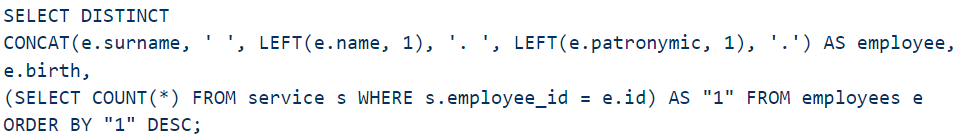 SELECT DISTINCT
CONCAT(e.surname, ' ', LEFT(e.name, 1), '. ', LEFT(e.patronymic, 1), '.') AS employee,
e.birth,
(SELECT COUNT(*) FROM service s WHERE s.employee_id = e.id) AS "1" FROM employees e
ORDER BY "1" DESC;